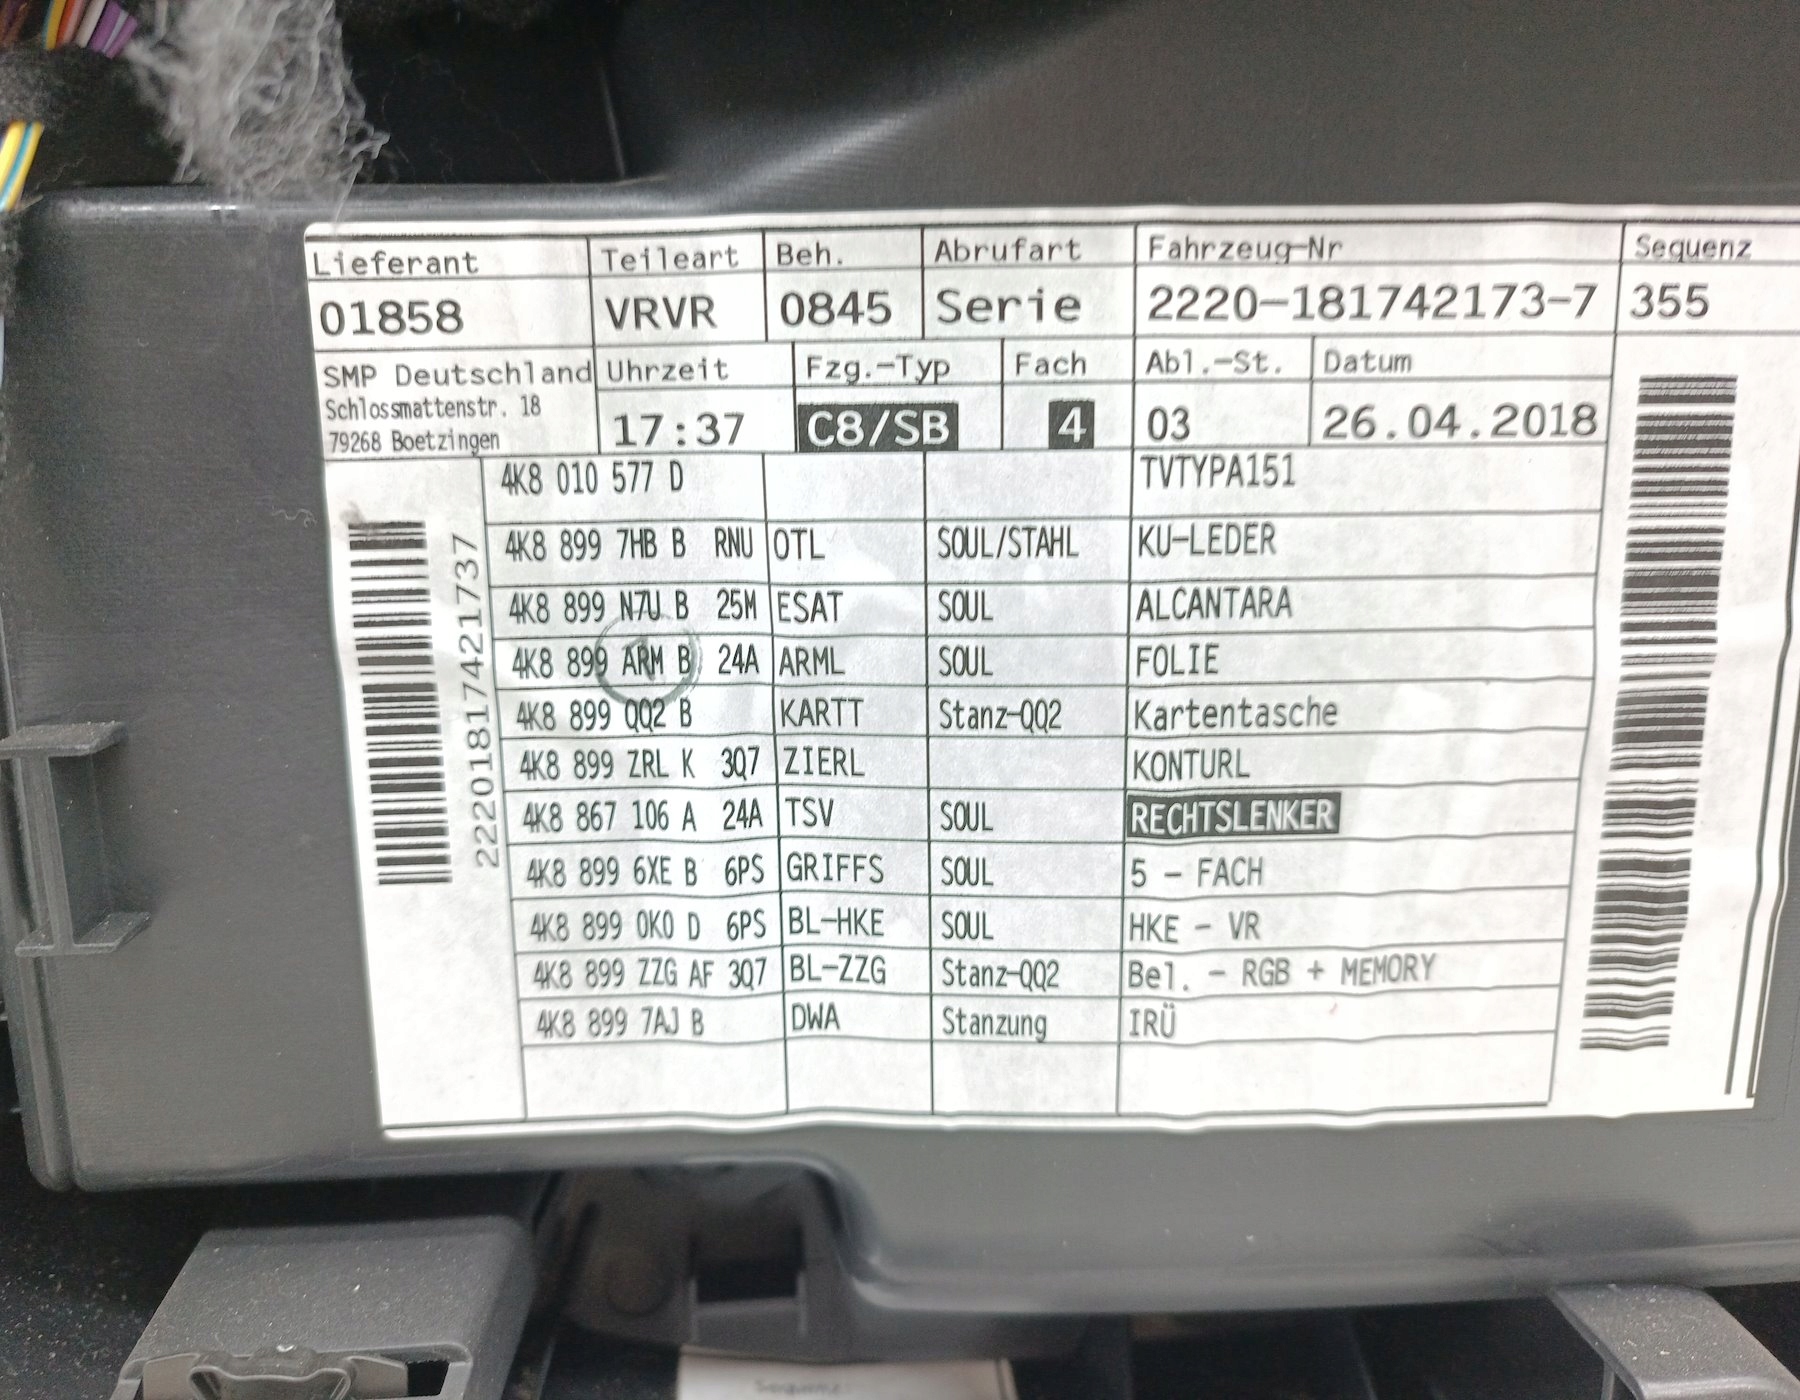 Lieferant Teileart Beh. Abrufart Fahrzeug-Nr Sequenz
01858 VRVR 0845 Serie 2220-181742173-7 355
SMP Deutschland Uhrzeit Fzg.-Typ Fach Abl.-St. Datum
Schlossmattenstr. 18
79268 Boetzingen 17:37 C8/SB 4 03 26.04.2018
4K8 010 577 D TVTYPA151
4K8 899 7HB B RNU OTL SOUL/STAHL KU-LEDER
4K8 899 N7U B 25M ESAT SOUL ALCANTARA
4K8 899 ARM B 24A ARML SOUL FOLIE
4K8 899 QQ2 B KARTT Stanz-QQ2 Kartentasche
4K8 899 ZRL K 3Q7 ZIERL KONTURL
4K8 867 106 A 24A TSV SOUL RECHTSLENKER
4K8 899 6XE B 6PS GRIFFS SOUL 5 - FACH
4K8 899 0K0 D 6PS BL-HKE SOUL HKE - VR
4K8 899 ZZG AF 3Q7 BL-ZZG Stanz-QQ2 Bel. - RGB + MEMORY
4K8 899 7AJ B DWA Stanzung IRÜ
22201817421737